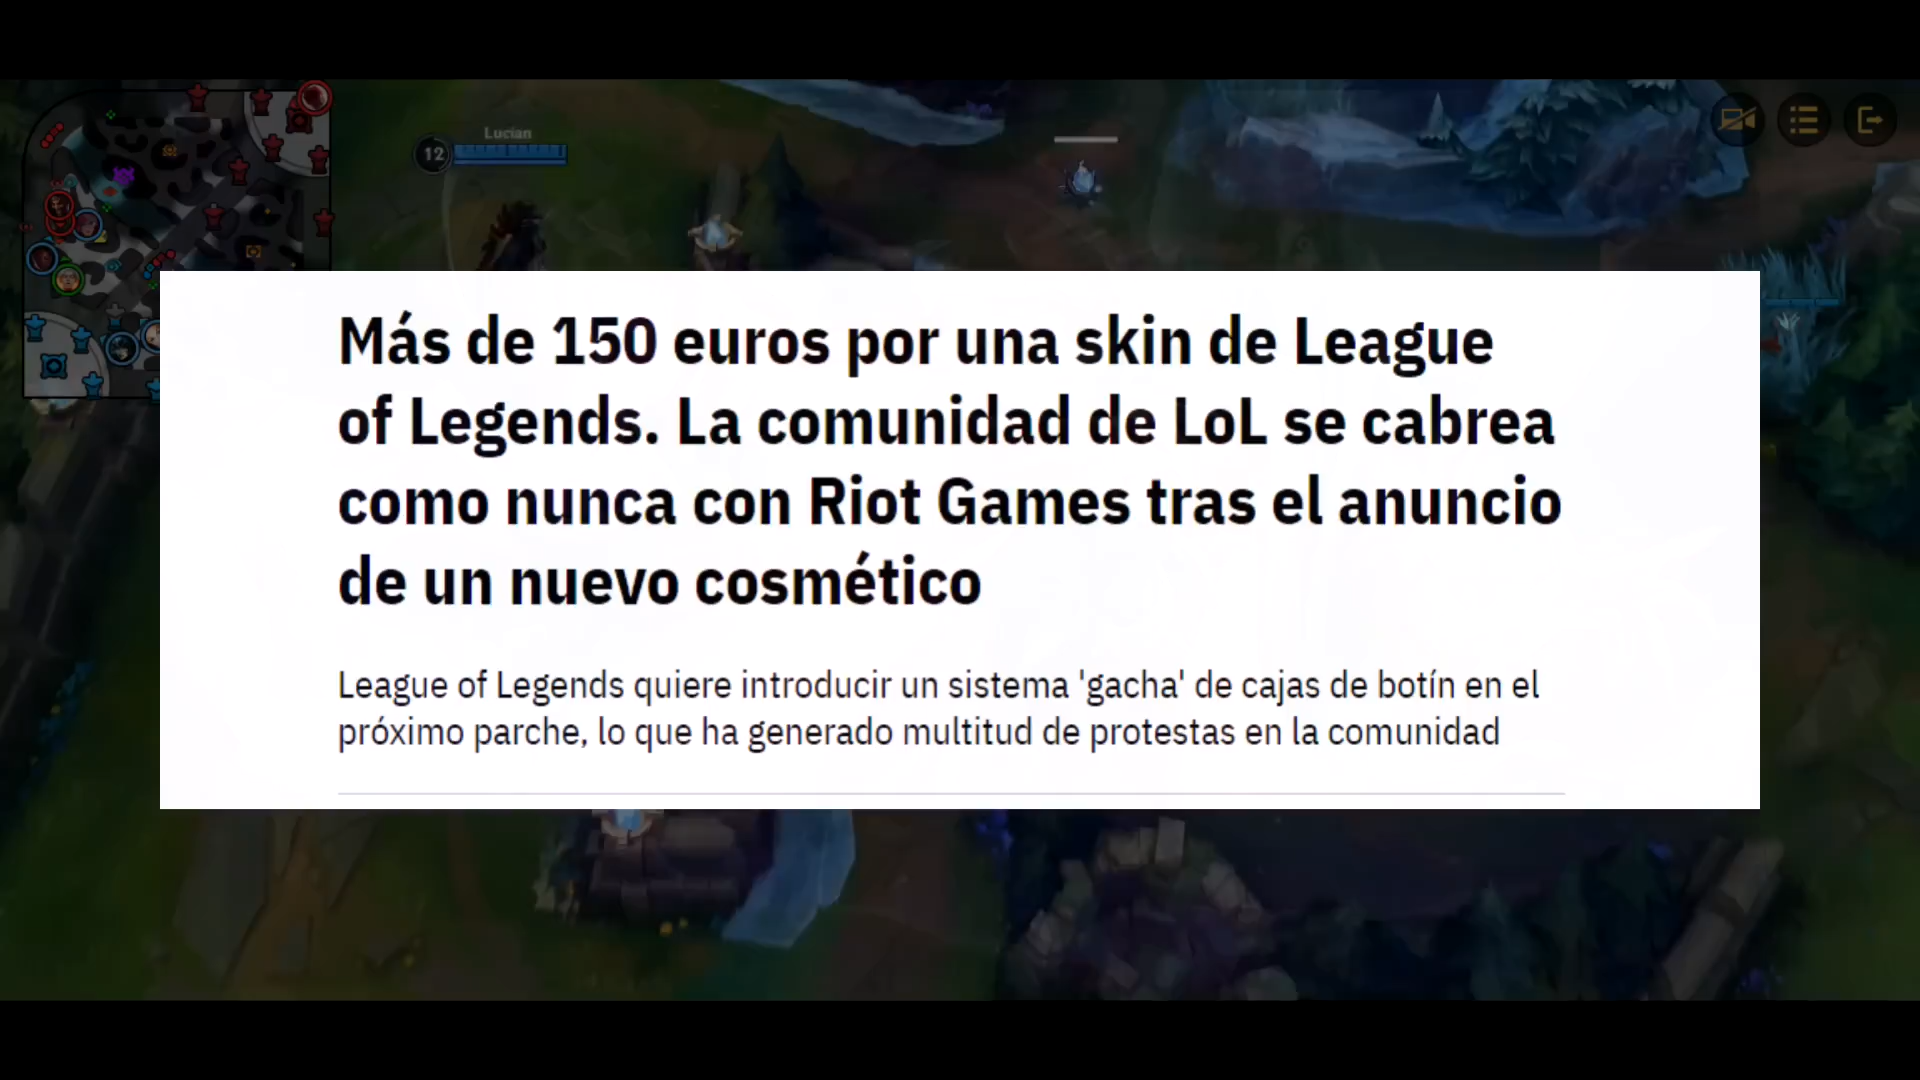 Lucian
12
Más de 150 euros por una skin de League
of Legends. La comunidad de LoL se cabrea
como nunca con Riot Games tras el anuncio
de un nuevo cosmético
League of Legends quiere introducir un sistema 'gacha' de cajas de botín en el
próximo parche, lo que ha generado multitud de protestas en la comunidad